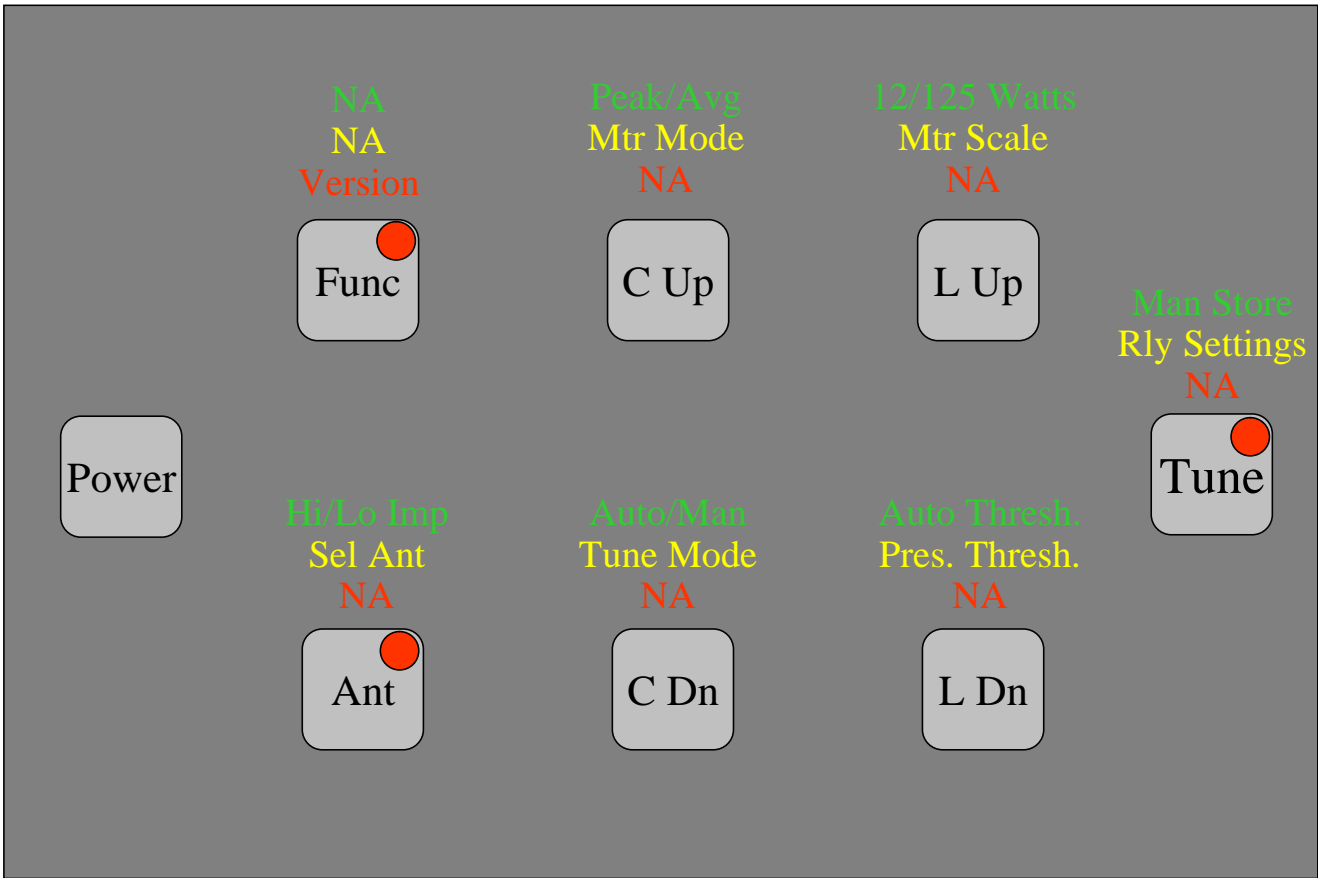 NA
NA
Version
Func
Peak/Avg
Mtr Mode
NA
C Up
12/125 Watts
Mtr Scale
NA
L Up
Man Store
Rly Settings
NA
Tune
Power
Hi/Lo Imp
Sel Ant
NA
Ant
Auto/Man
Tune Mode
NA
C Dn
Auto Thresh.
Pres. Thresh.
NA
L Dn